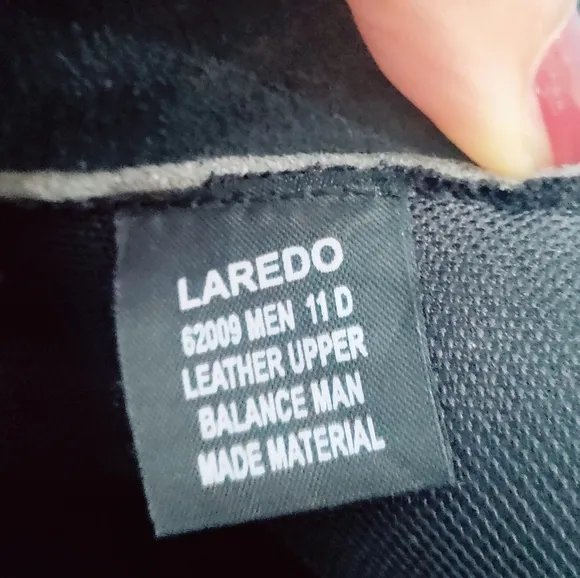 LAREDO
62009 MEN 11 D
LEATHER UPPER
BALANCE MAN
MADE MATERIAL